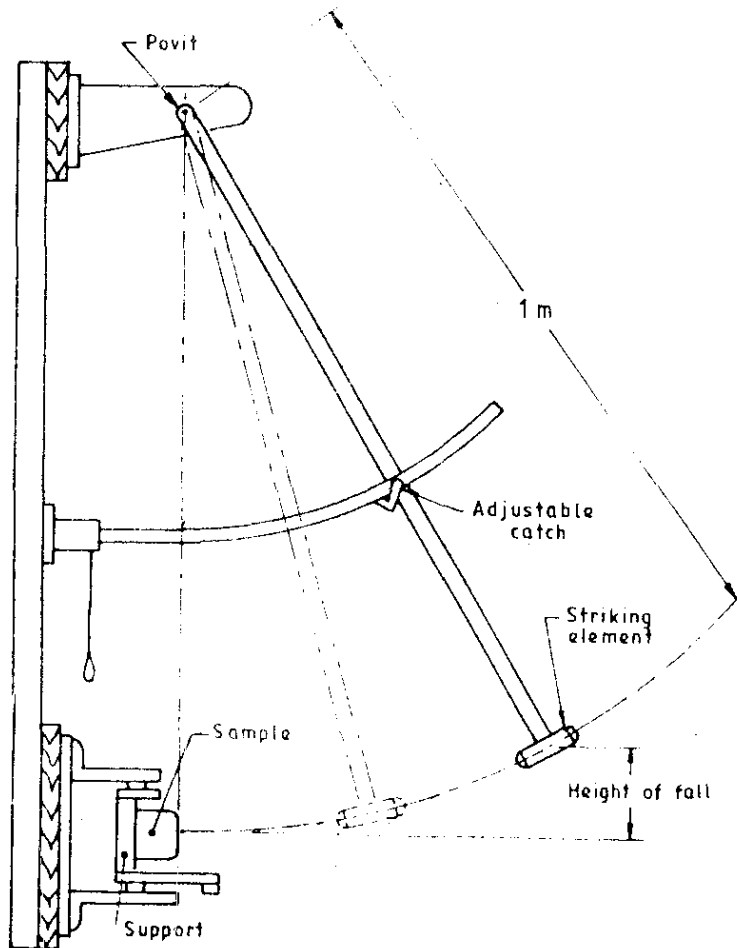 Povit
1 m
Adjustable
catch
Striking
element
Sample
Height of fall
Support